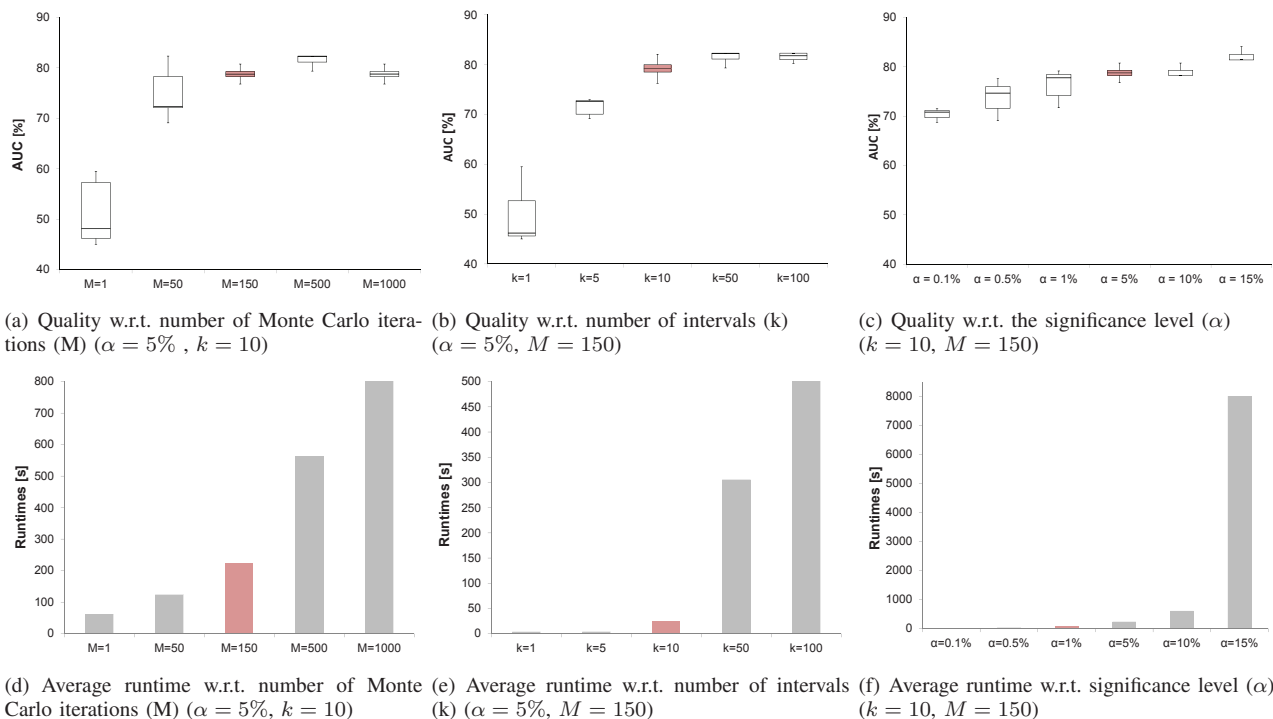 90
80
70
60
50
40
AUC [%]
M=1 M=50 M=150 M=500 M=1000
(a) Quality w.r.t. number of Monte Carlo itera-
tions (M) (α = 5% , k = 10)
90
80
70
60
50
40
AUC [%]
k=1 k=5 k=10 k=50 k=100
(b) Quality w.r.t. number of intervals (k)
(α = 5%, M = 150)
90
80
70
60
50
40
AUC [%]
α = 0.1% α = 0.5% α = 1% α = 5% α = 10% α = 15%
(c) Quality w.r.t. the significance level (α)
(k = 10, M = 150)
800
700
600
500
400
300
200
100
0
Runtimes [s]
M=1 M=50 M=150 M=500 M=1000
(d) Average runtime w.r.t. number of Monte
Carlo iterations (M) (α = 5%, k = 10)
500
450
400
350
300
250
200
150
100
50
0
Runtimes [s]
k=1 k=5 k=10 k=50 k=100
(e) Average runtime w.r.t. number of intervals
(k) (α = 5%, M = 150)
8000
7000
6000
5000
4000
3000
2000
1000
0
Runtimes [s]
α=0.1% α=0.5% α=1% α=5% α=10% α=15%
(f) Average runtime w.r.t. significance level (α)
(k = 10, M = 150)